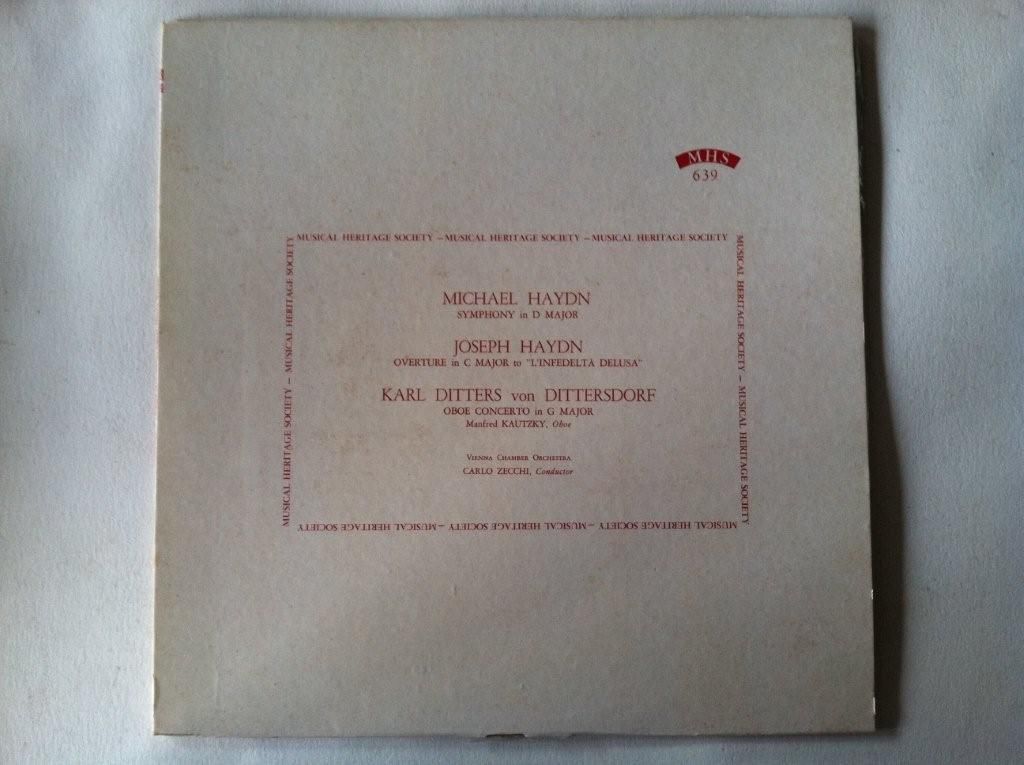 MHS
639
MUSICAL HERITAGE SOCIETY – MUSICAL HERITAGE SOCIETY – MUSICAL HERITAGE SOCIETY
MICHAEL HAYDN
SYMPHONY in D MAJOR
JOSEPH HAYDN
OVERTURE in C MAJOR to "L'INFEDELTÀ DELUSA"
KARL DITTERS von DITTERSDORF
OBOE CONCERTO in G MAJOR
Manfred KAUTZKY, Oboe
VIENNA CHAMBER ORCHESTRA
CARLO ZECCHI, Conductor
MUSICAL HERITAGE SOCIETY – MUSICAL HERITAGE SOCIETY
MUSICAL HERITAGE SOCIETY – MUSICAL HERITAGE SOCIETY – MUSICAL HERITAGE SOCIETY
MUSICAL HERITAGE SOCIETY – MUSICAL HERITAGE SOCIETY